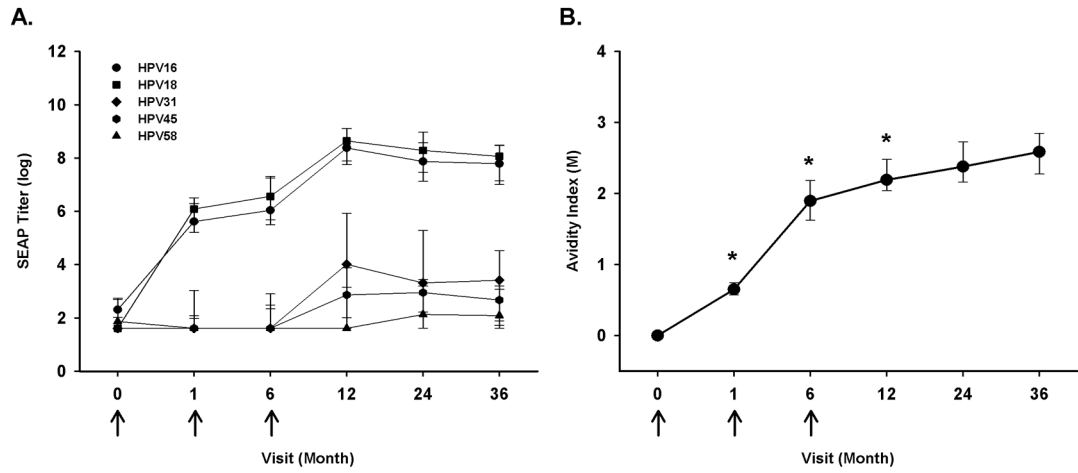 A.
SEAP Titer (log)
12
10
8
6
4
2
0
HPV16
HPV18
HPV31
HPV45
HPV58
0 1 6 12 24 36
Visit (Month)
B.
Avidity Index (M)
4
3
2
1
0
* * *
0 1 6 12 24 36
Visit (Month)